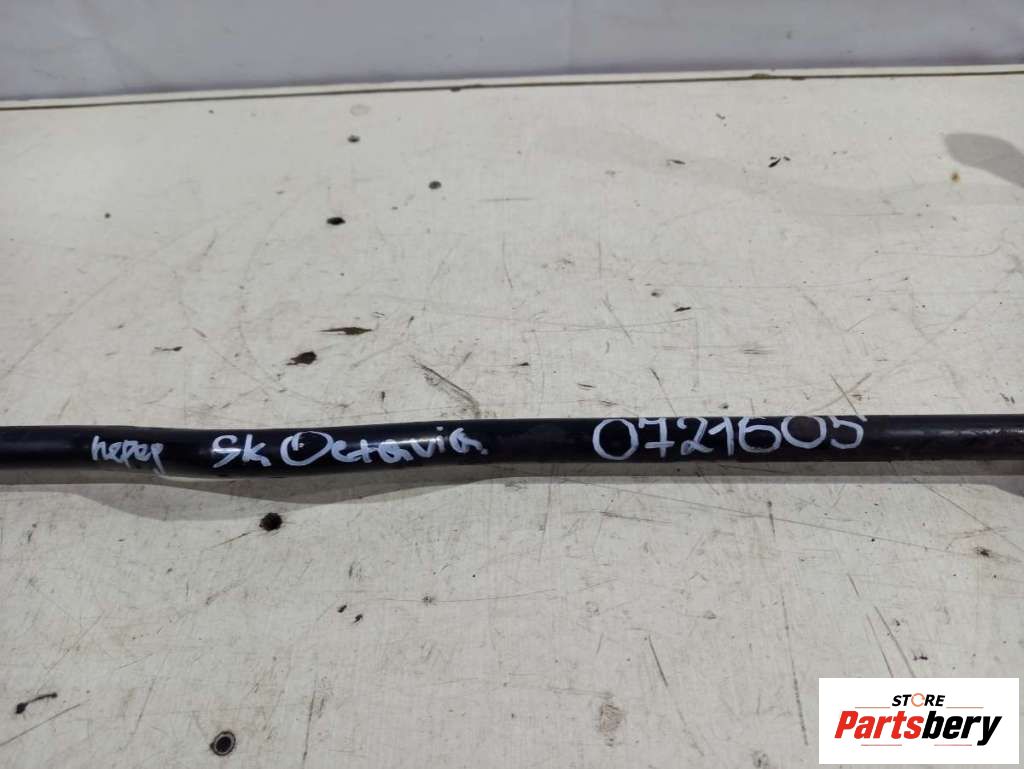 перед Sk Octavia 0721605
STORE
Partsbery